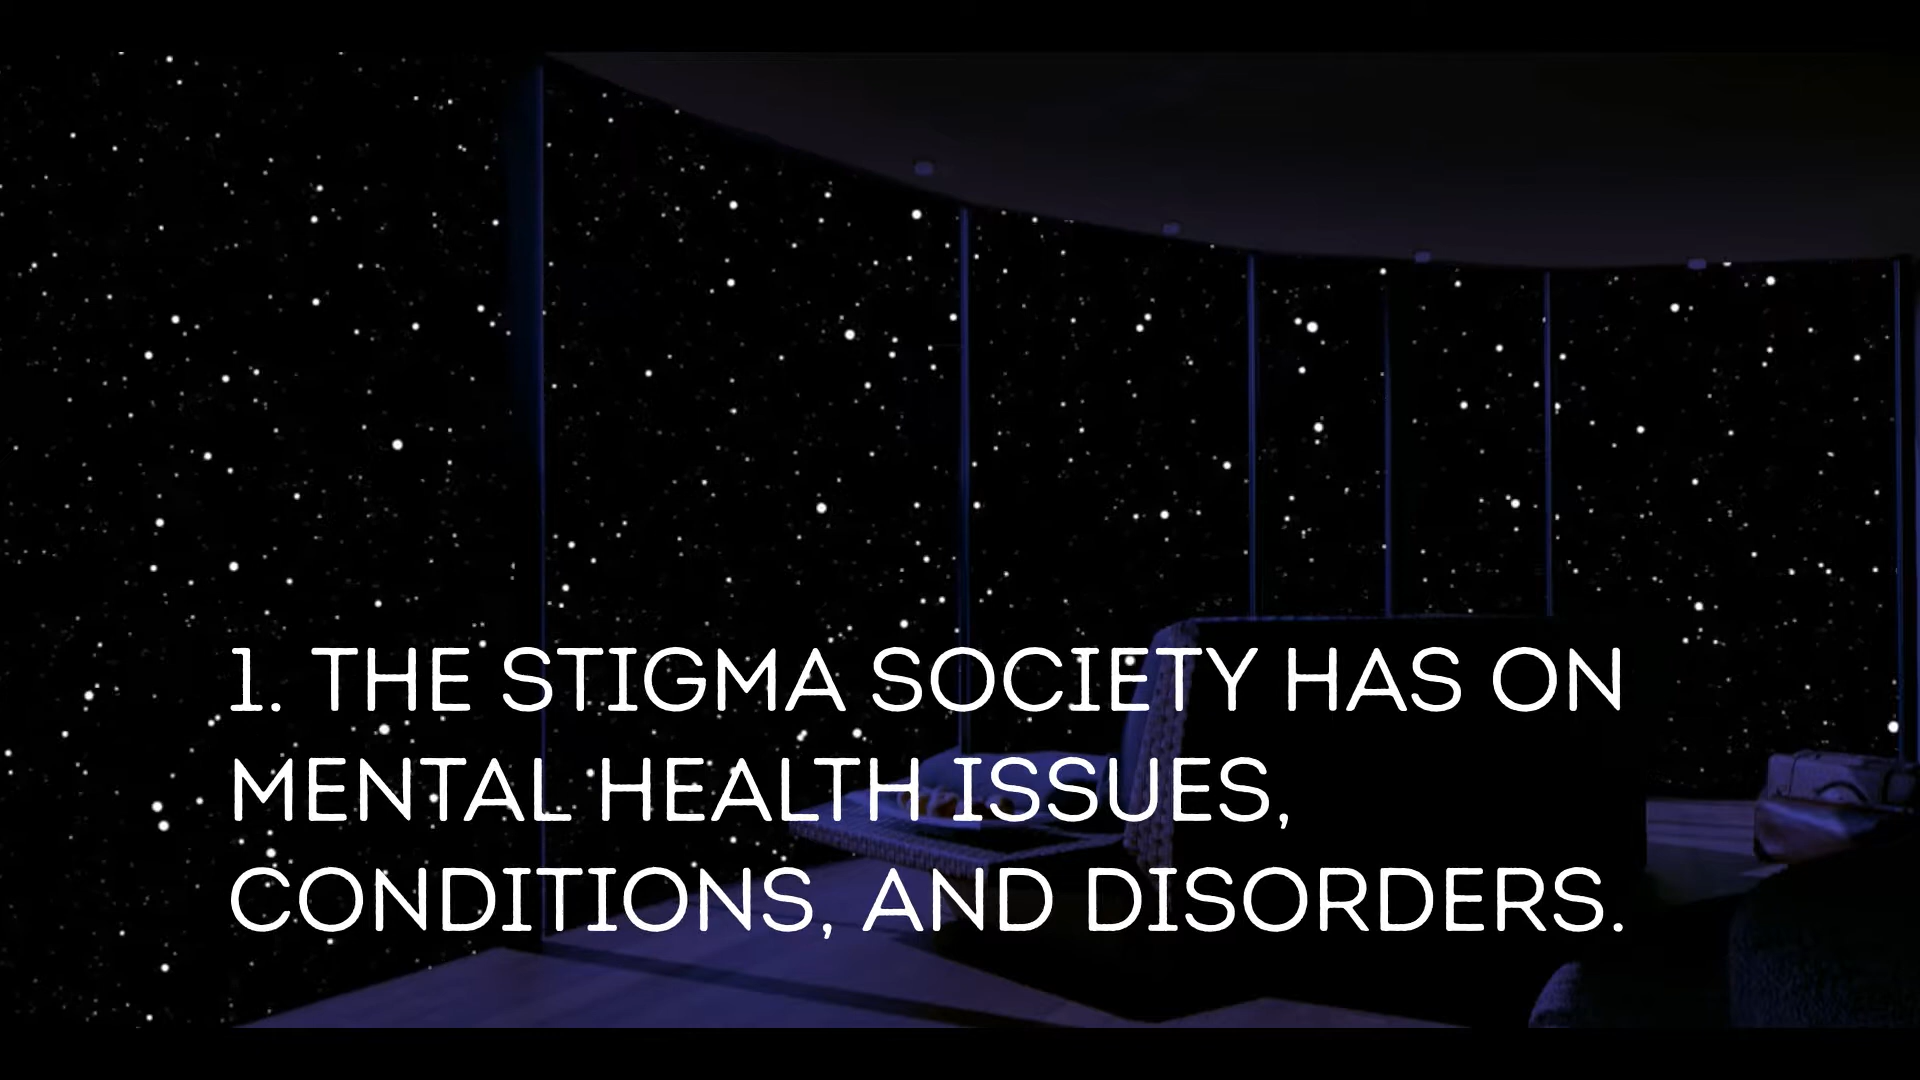 1. THE STIGMA SOCIETY HAS ON
MENTAL HEALTH ISSUES,
CONDITIONS, AND DISORDERS.